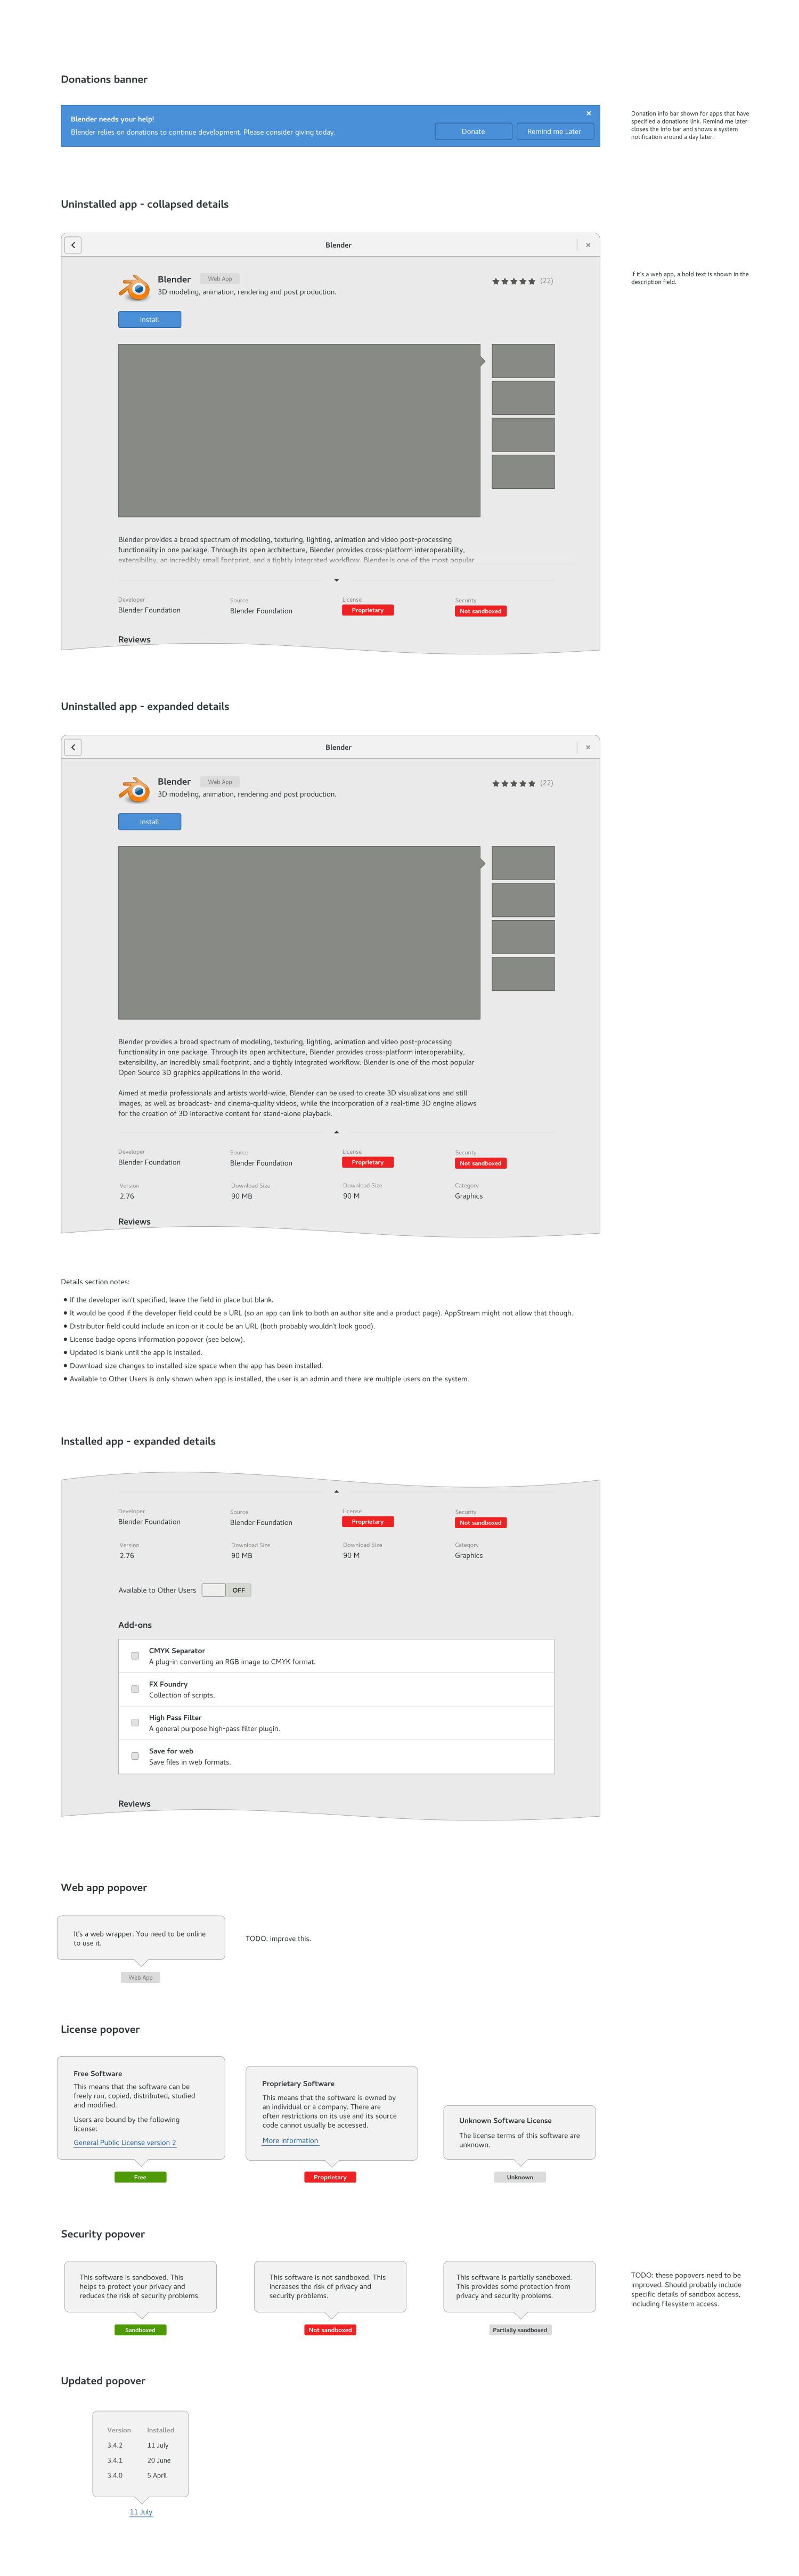 Donations banner
Blender needs your help!
Blender relies on donations to continue development. Please consider giving today.
Donate
Remind me Later
Donation info bar shown for apps that have
specified a donations link. Remind me later
closes the info bar and shows a system
notification around a day later.
Uninstalled app - collapsed details
Blender
Blender
Web App
3D modeling, animation, rendering and post production.
(22)
If it's a web app, a bold text is shown in the
description field.
Install
Blender provides a broad spectrum of modeling, texturing, lighting, animation and video post-processing
functionality in one package. Through its open architecture, Blender provides cross-platform interoperability,
extensibility, an incredibly small footprint, and a tightly integrated workflow. Blender is one of the most popular
Developer
Source
License
Security
Blender Foundation
Blender Foundation
Proprietary
Not sandboxed
Reviews
Uninstalled app - expanded details
Blender
Blender
Web App
3D modeling, animation, rendering and post production.
(22)
Install
Blender provides a broad spectrum of modeling, texturing, lighting, animation and video post-processing
functionality in one package. Through its open architecture, Blender provides cross-platform interoperability,
extensibility, an incredibly small footprint, and a tightly integrated workflow. Blender is one of the most popular
Open Source 3D graphics applications in the world.
Aimed at media professionals and artists world-wide, Blender can be used to create 3D visualizations and still
images, as well as broadcast- and cinema-quality videos, while the incorporation of a real-time 3D engine allows
for the creation of 3D interactive content for stand-alone playback.
Developer
Source
License
Security
Blender Foundation
Blender Foundation
Proprietary
Not sandboxed
Version
Download Size
Download Size
Category
2.76
90 MB
90 M
Graphics
Reviews
Details section notes:
• If the developer isn't specified, leave the field in place but blank.
• It would be good if the developer field could be a URL (so an app can link to both an author site and a product page). AppStream might not allow that though.
• Distributor field could include an icon or it could be an URL (both probably wouldn't look good).
• License badge opens information popover (see below).
• Updated is blank until the app is installed.
• Download size changes to installed size space when the app has been installed.
• Available to Other Users is only shown when app is installed, the user is an admin and there are multiple users on the system.
Installed app - expanded details
Developer
Source
License
Security
Blender Foundation
Blender Foundation
Proprietary
Not sandboxed
Version
Download Size
Download Size
Category
2.76
90 MB
90 M
Graphics
Available to Other Users
OFF
Add-ons
CMYK Separator
A plug-in converting an RGB image to CMYK format.
FX Foundry
Collection of scripts.
High Pass Filter
A general purpose high-pass filter plugin.
Save for web
Save files in web formats.
Reviews
Web app popover
It's a web wrapper. You need to be online
to use it.
TODO: improve this.
Web App
License popover
Free Software
This means that the software can be
freely run, copied, distributed, studied
and modified.
Users are bound by the following
license:
General Public License version 2
Free
Proprietary Software
This means that the software is owned by
an individual or a company. There are
often restrictions on its use and its source
code cannot usually be accessed.
More information
Proprietary
Unknown Software License
The license terms of this software are
unknown.
Unknown
Security popover
This software is sandboxed. This
helps to protect your privacy and
reduces the risk of security problems.
Sandboxed
This software is not sandboxed. This
increases the risk of privacy and
security problems.
Not sandboxed
This software is partially sandboxed.
This provides some protection from
privacy and security problems.
Partially sandboxed
TODO: these popovers need to be
improved. Should probably include
specific details of sandbox access,
including filesystem access.
Updated popover
Version Installed
3.4.2 11 July
3.4.1 20 June
3.4.0 5 April
11 July